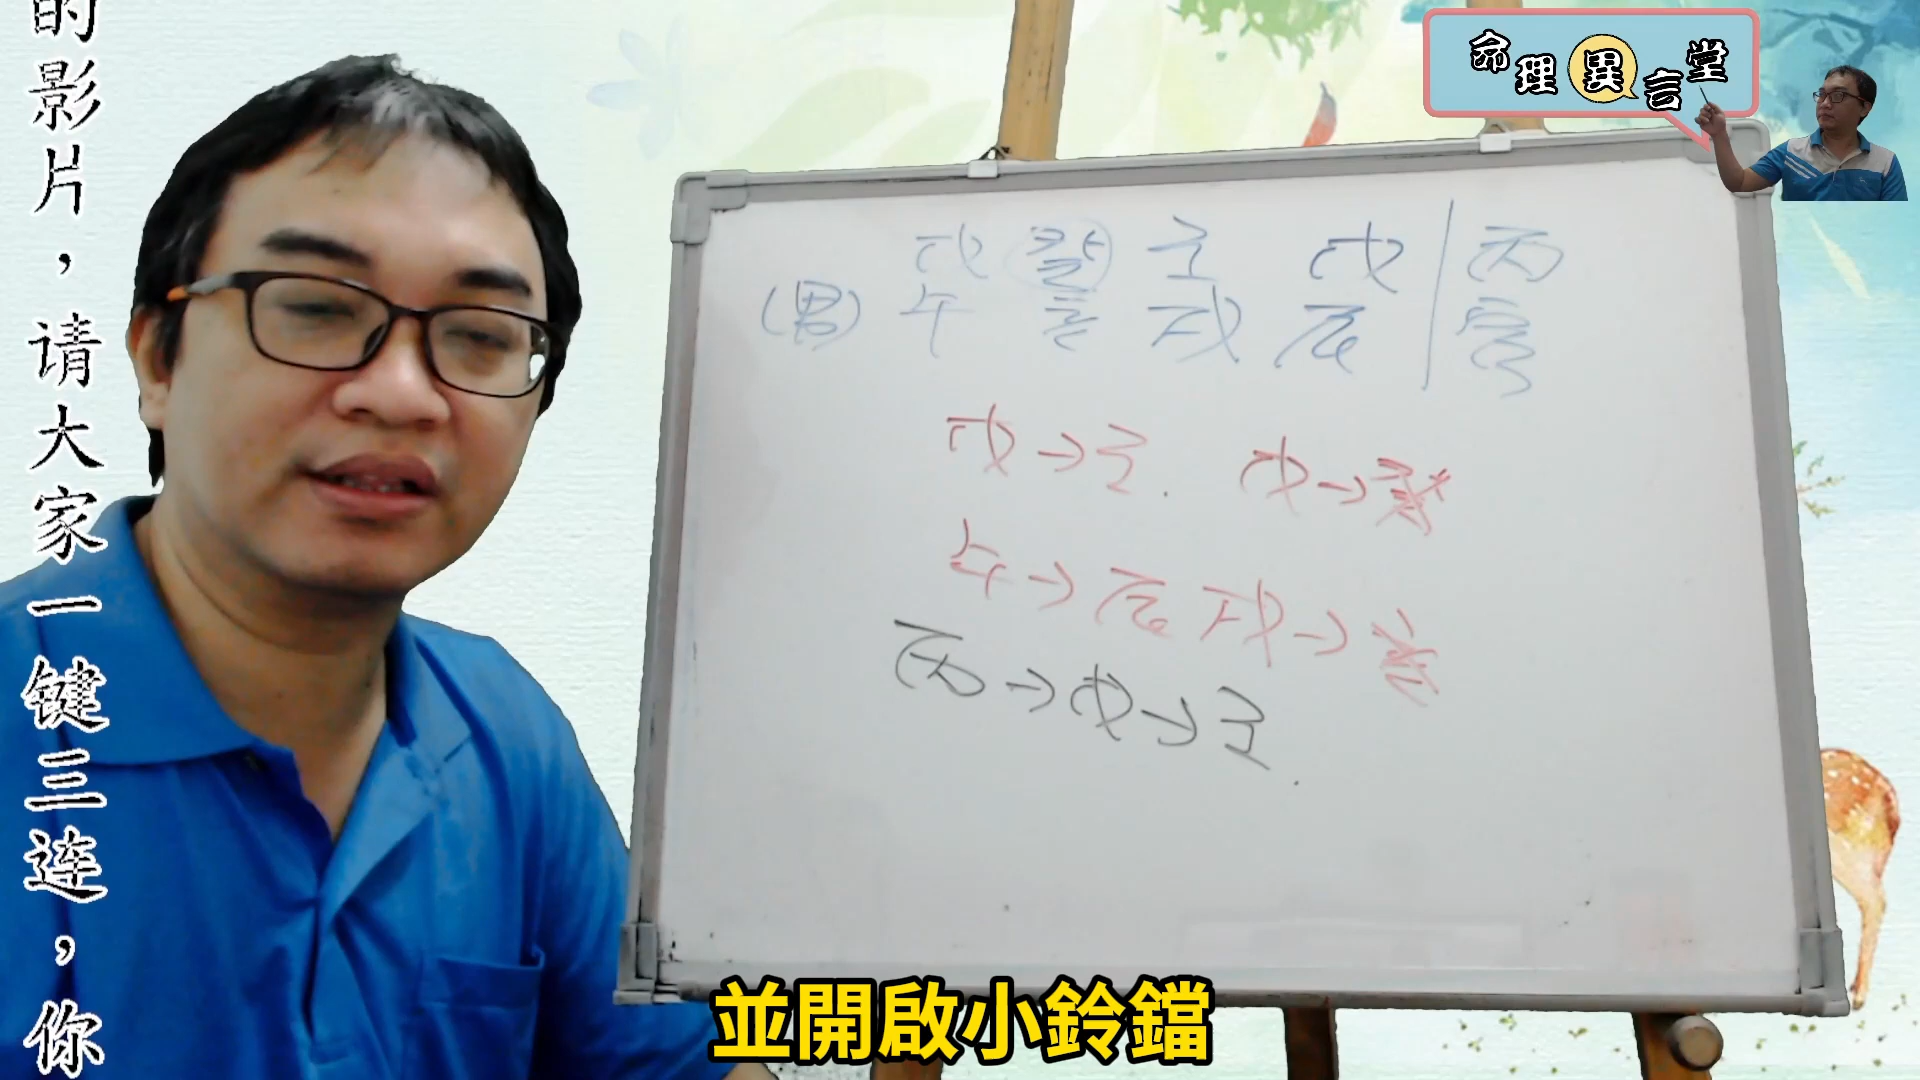 的影片，请大家一键三连，你
命理異言堂
戊 癸 壬 戊 丙
(男) 午 亥 戌 辰 寅
戊→壬. 戊→癸
午→辰 戌→亥
丙→戊→壬.
並開啟小鈴鐺